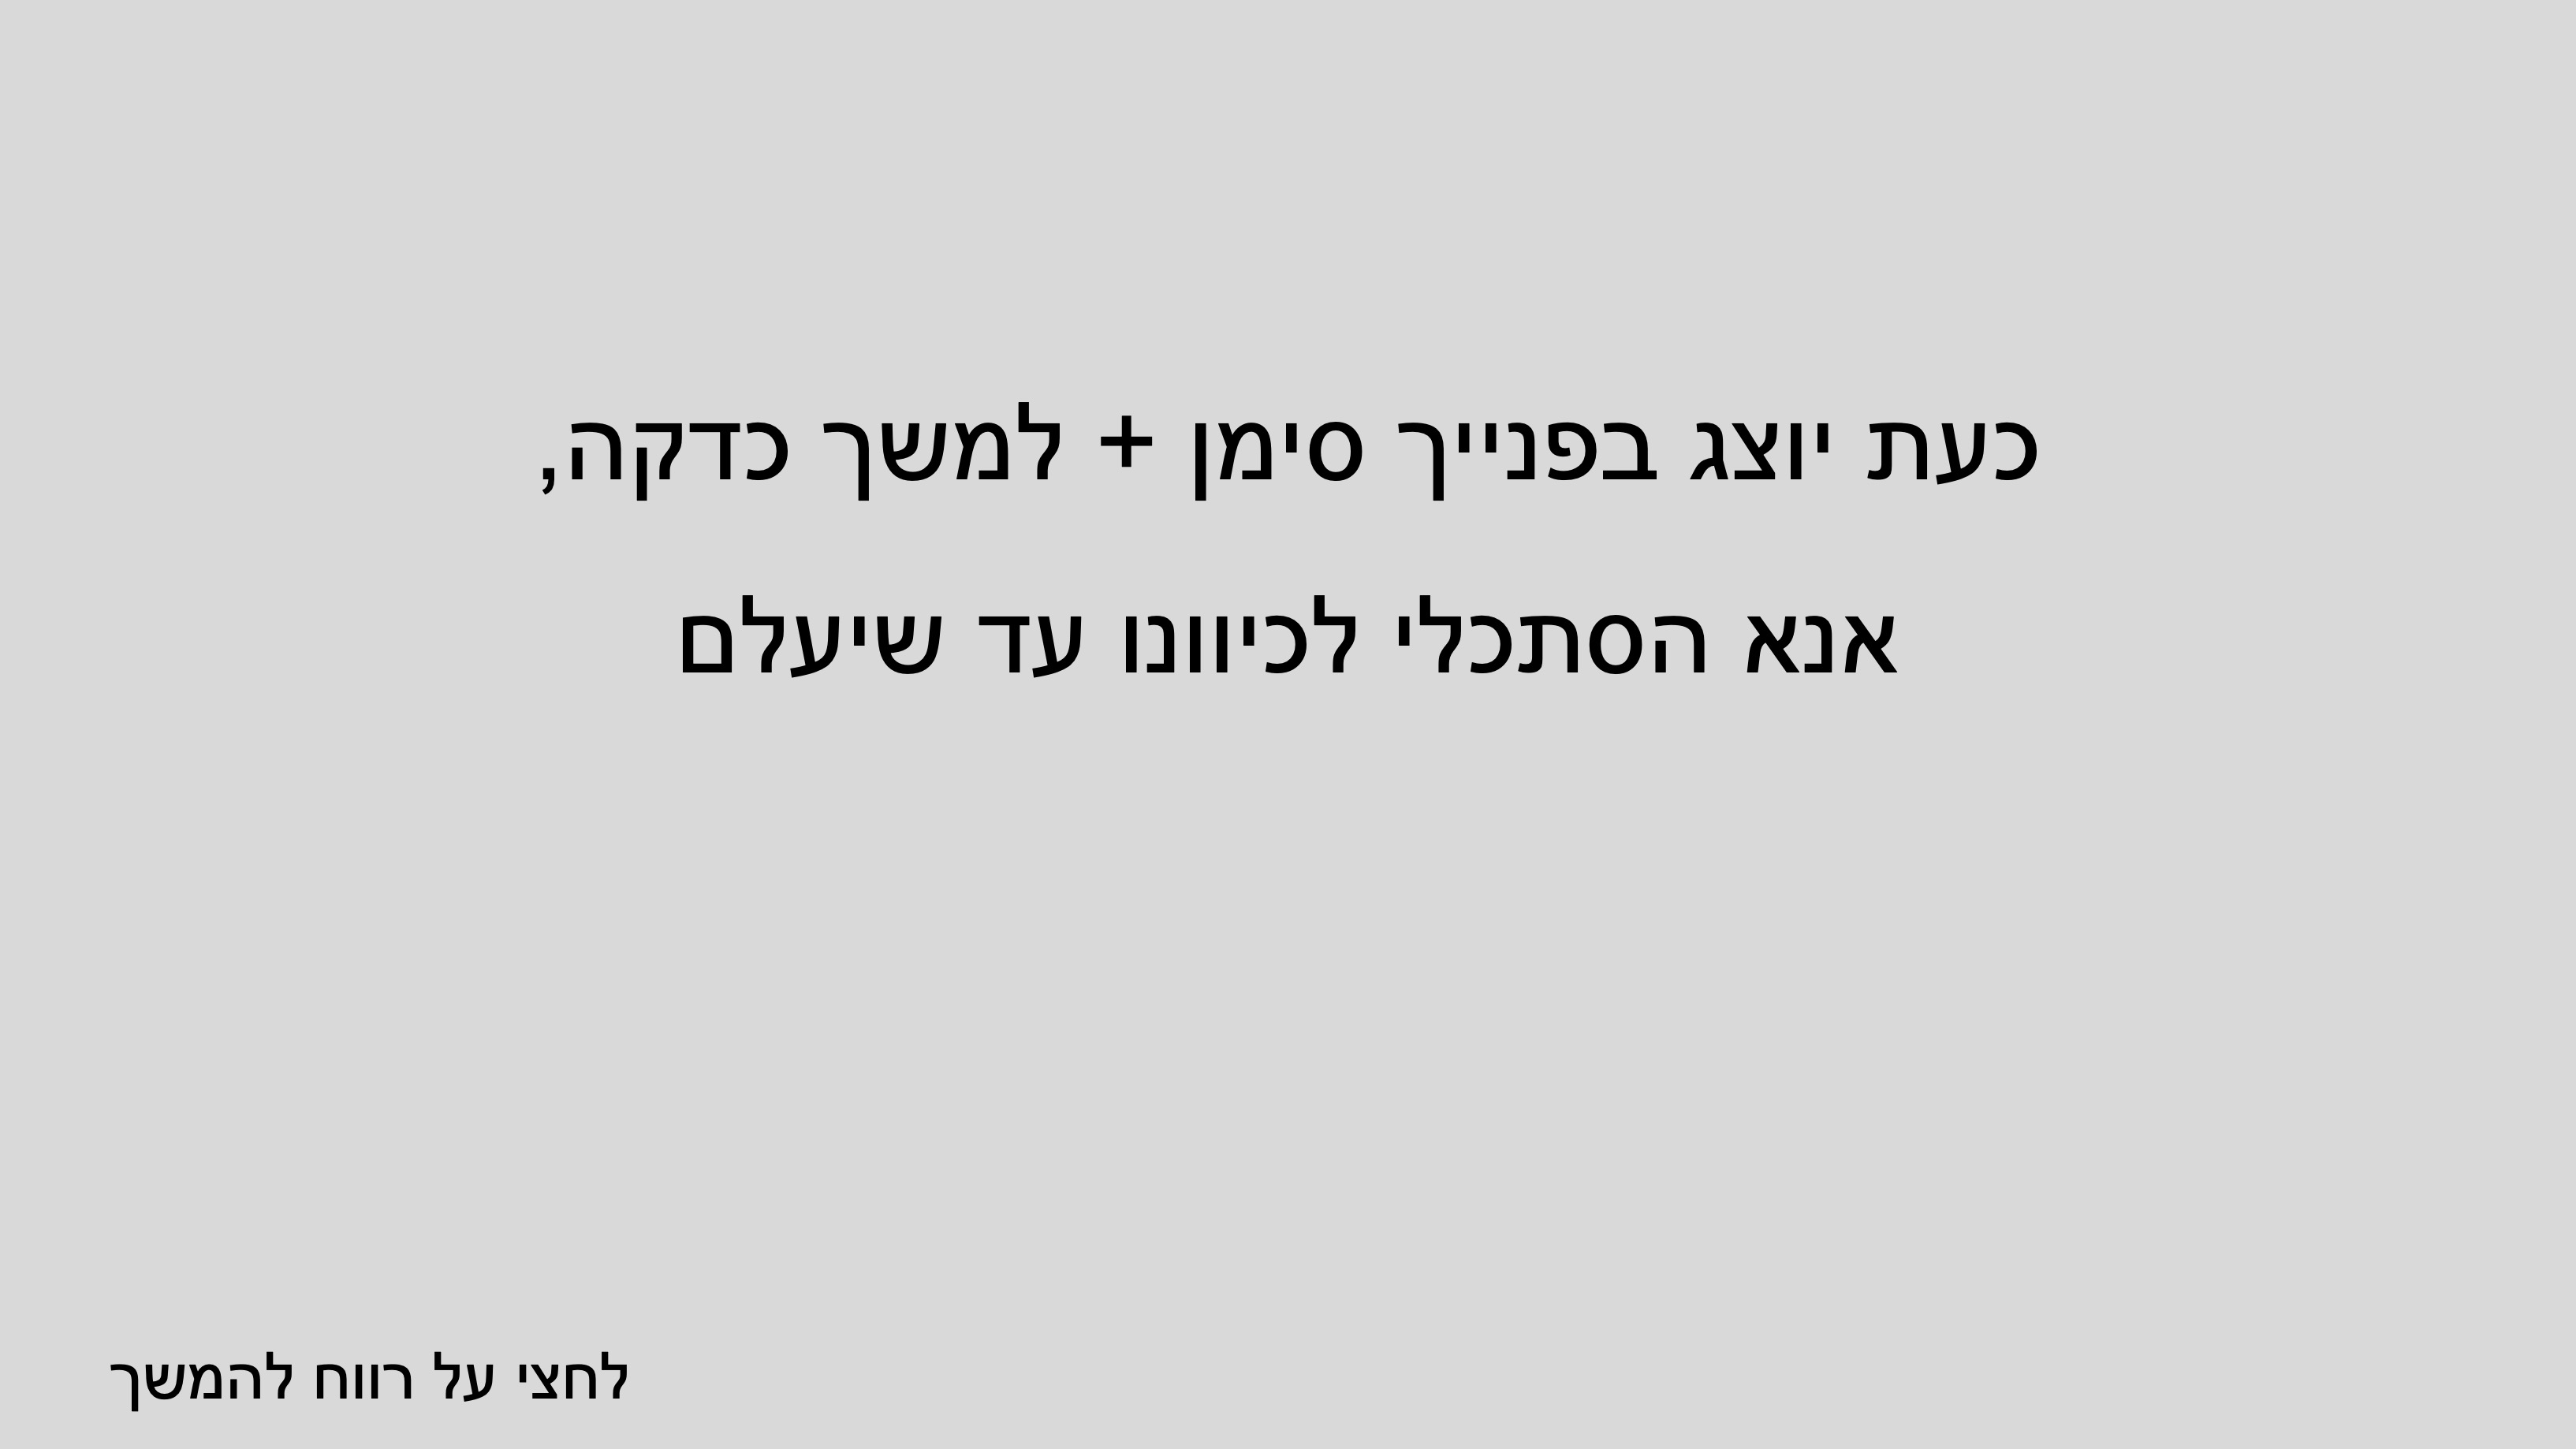 כעת יוצג בפנייך סימן + למשך כדקה,
אנא הסתכלי לכיוונו עד שיעלם
לחצי על רווח להמשך